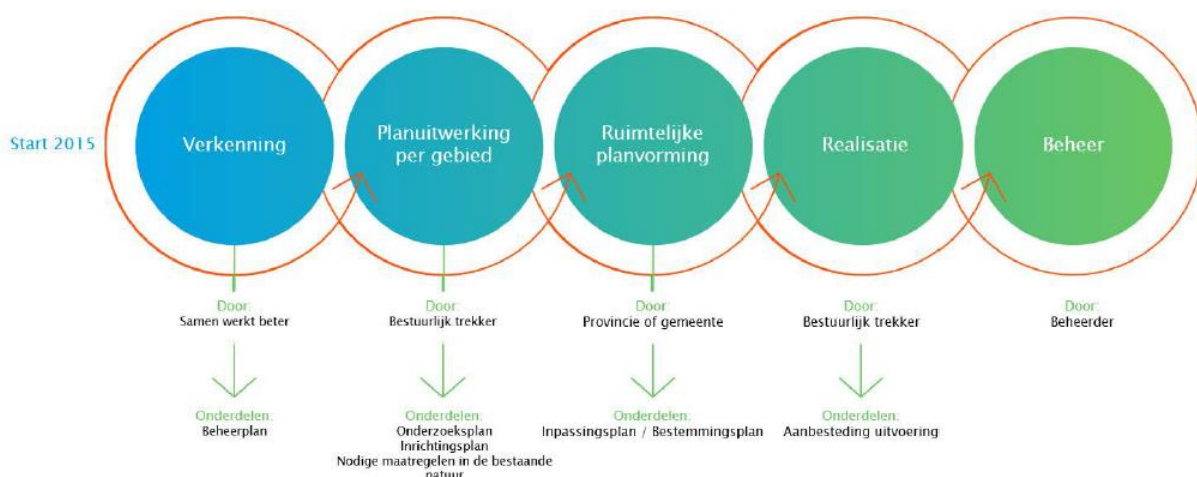 Start 2015
Verkenning
Planuitwerking
per gebied
Ruimtelijke
planvorming
Realisatie
Beheer
Door:
Samen werkt beter
Door:
Bestuurlijk trekker
Door:
Provincie of gemeente
Door:
Bestuurlijk trekker
Door:
Beheerder
Onderdelen:
Beheerplan
Onderdelen:
Onderzoeksplan
Inrichtingsplan
Nodige maatregelen in de bestaande
natuur
Onderdelen:
Inpassingsplan / Bestemmingsplan
Onderdelen:
Aanbesteding uitvoering